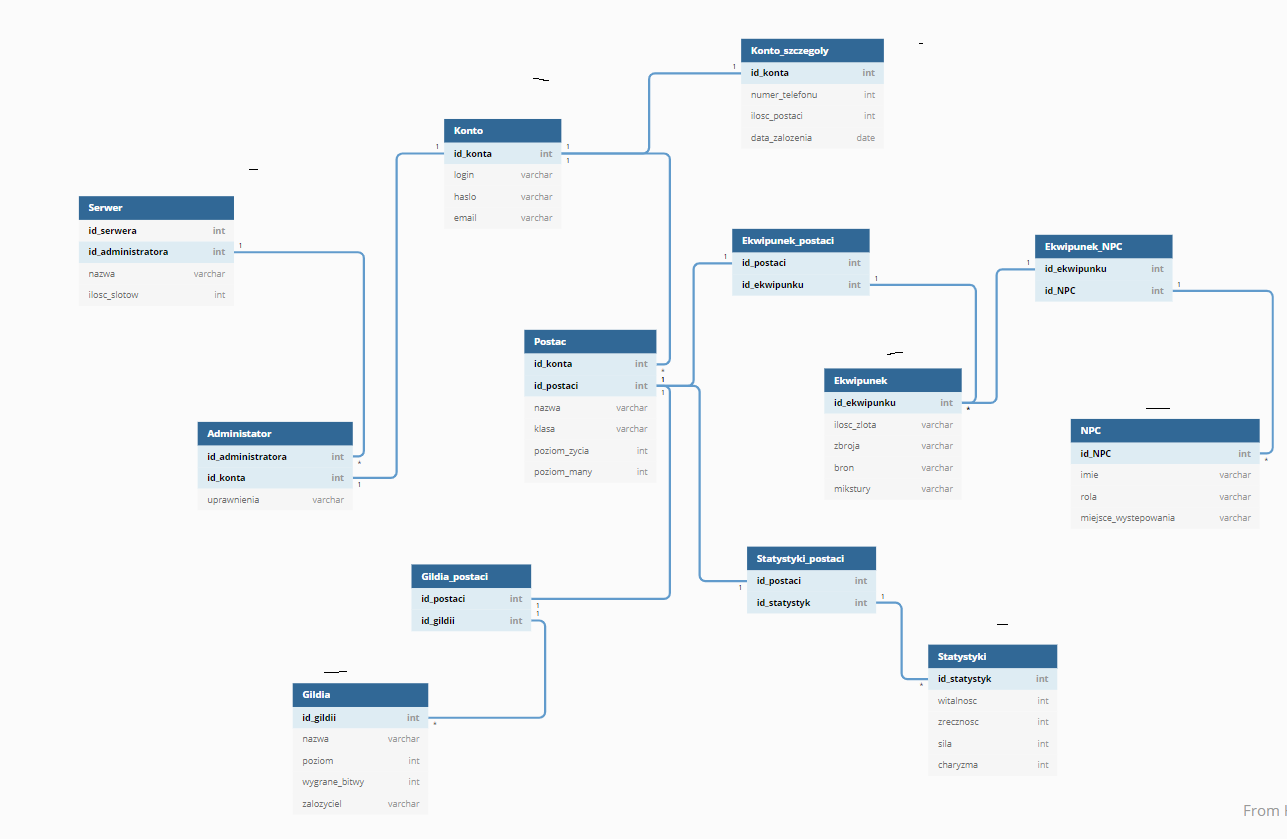 Konto_szczegoly
id_konta int
numer_telefonu int
ilosc_postaci int
data_zalozenia date
1
Konto
id_konta int
login varchar
haslo varchar
email varchar
1
1
1
Serwer
id_serwera int
id_administratora int
nazwa varchar
ilosc_slotow int
1
Ekwipunek_postaci
id_postaci int
id_ekwipunku int
1
1
Ekwipunek_NPC
id_ekwipunku int
id_NPC int
1
1
Postac
id_konta int
id_postaci int
nazwa varchar
klasa varchar
poziom_zycia int
poziom_many int
*
1
1
Ekwipunek
id_ekwipunku int
ilosc_zlota varchar
zbroja varchar
bron varchar
mikstury varchar
*
NPC
id_NPC int
imie varchar
rola varchar
miejsce_wystepowania varchar
*
Administator
id_administratora int
id_konta int
uprawnienia varchar
*
1
Statystyki_postaci
id_postaci int
id_statystyk int
1
1
Gildia_postaci
id_postaci int
id_gildii int
1
1
Statystyki
id_statystyk int
witalnosc int
zrecznosc int
sila int
charyzma int
*
Gildia
id_gildii int
nazwa varchar
poziom int
wygrane_bitwy int
zalozyciel varchar
*
From